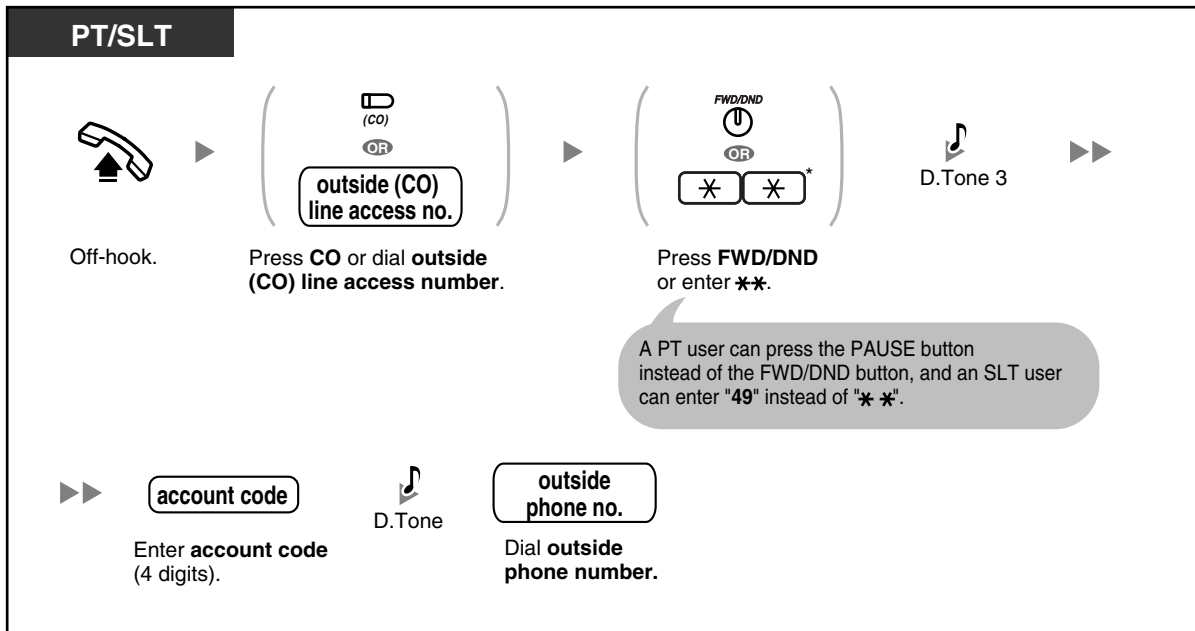 PT/SLT
(CO)
OR
outside (CO)
line access no.
FWD/DND
OR
* * *
D.Tone 3
Off-hook.
Press CO or dial outside
(CO) line access number.
Press FWD/DND
or enter **.
A PT user can press the PAUSE button
instead of the FWD/DND button, and an SLT user
can enter "49" instead of "* *".
account code
D.Tone
outside
phone no.
Enter account code
(4 digits).
Dial outside
phone number.